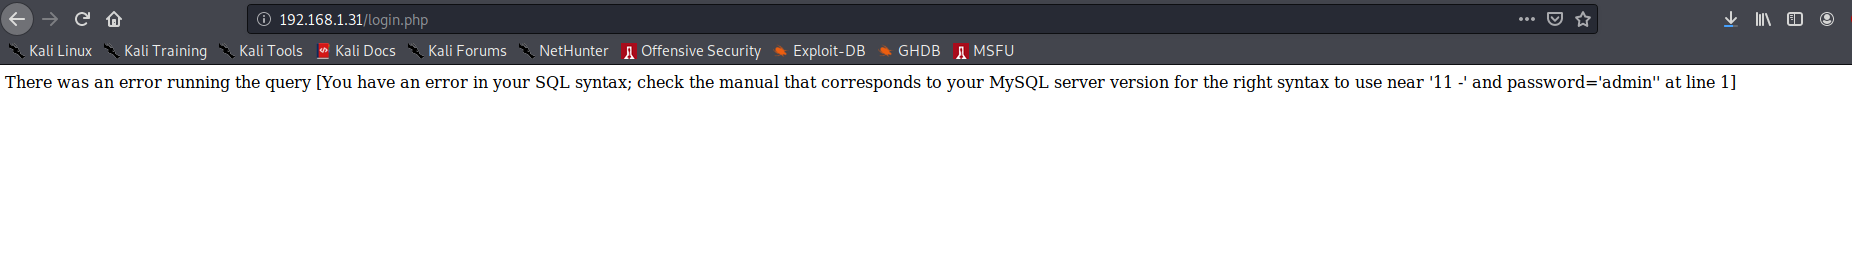 192.168.1.31/login.php
Kali Linux Kali Training Kali Tools Kali Docs Kali Forums NetHunter Offensive Security Exploit-DB GHDB MSFU
There was an error running the query [You have an error in your SQL syntax; check the manual that corresponds to your MySQL server version for the right syntax to use near '11 -' and password='admin'' at line 1]